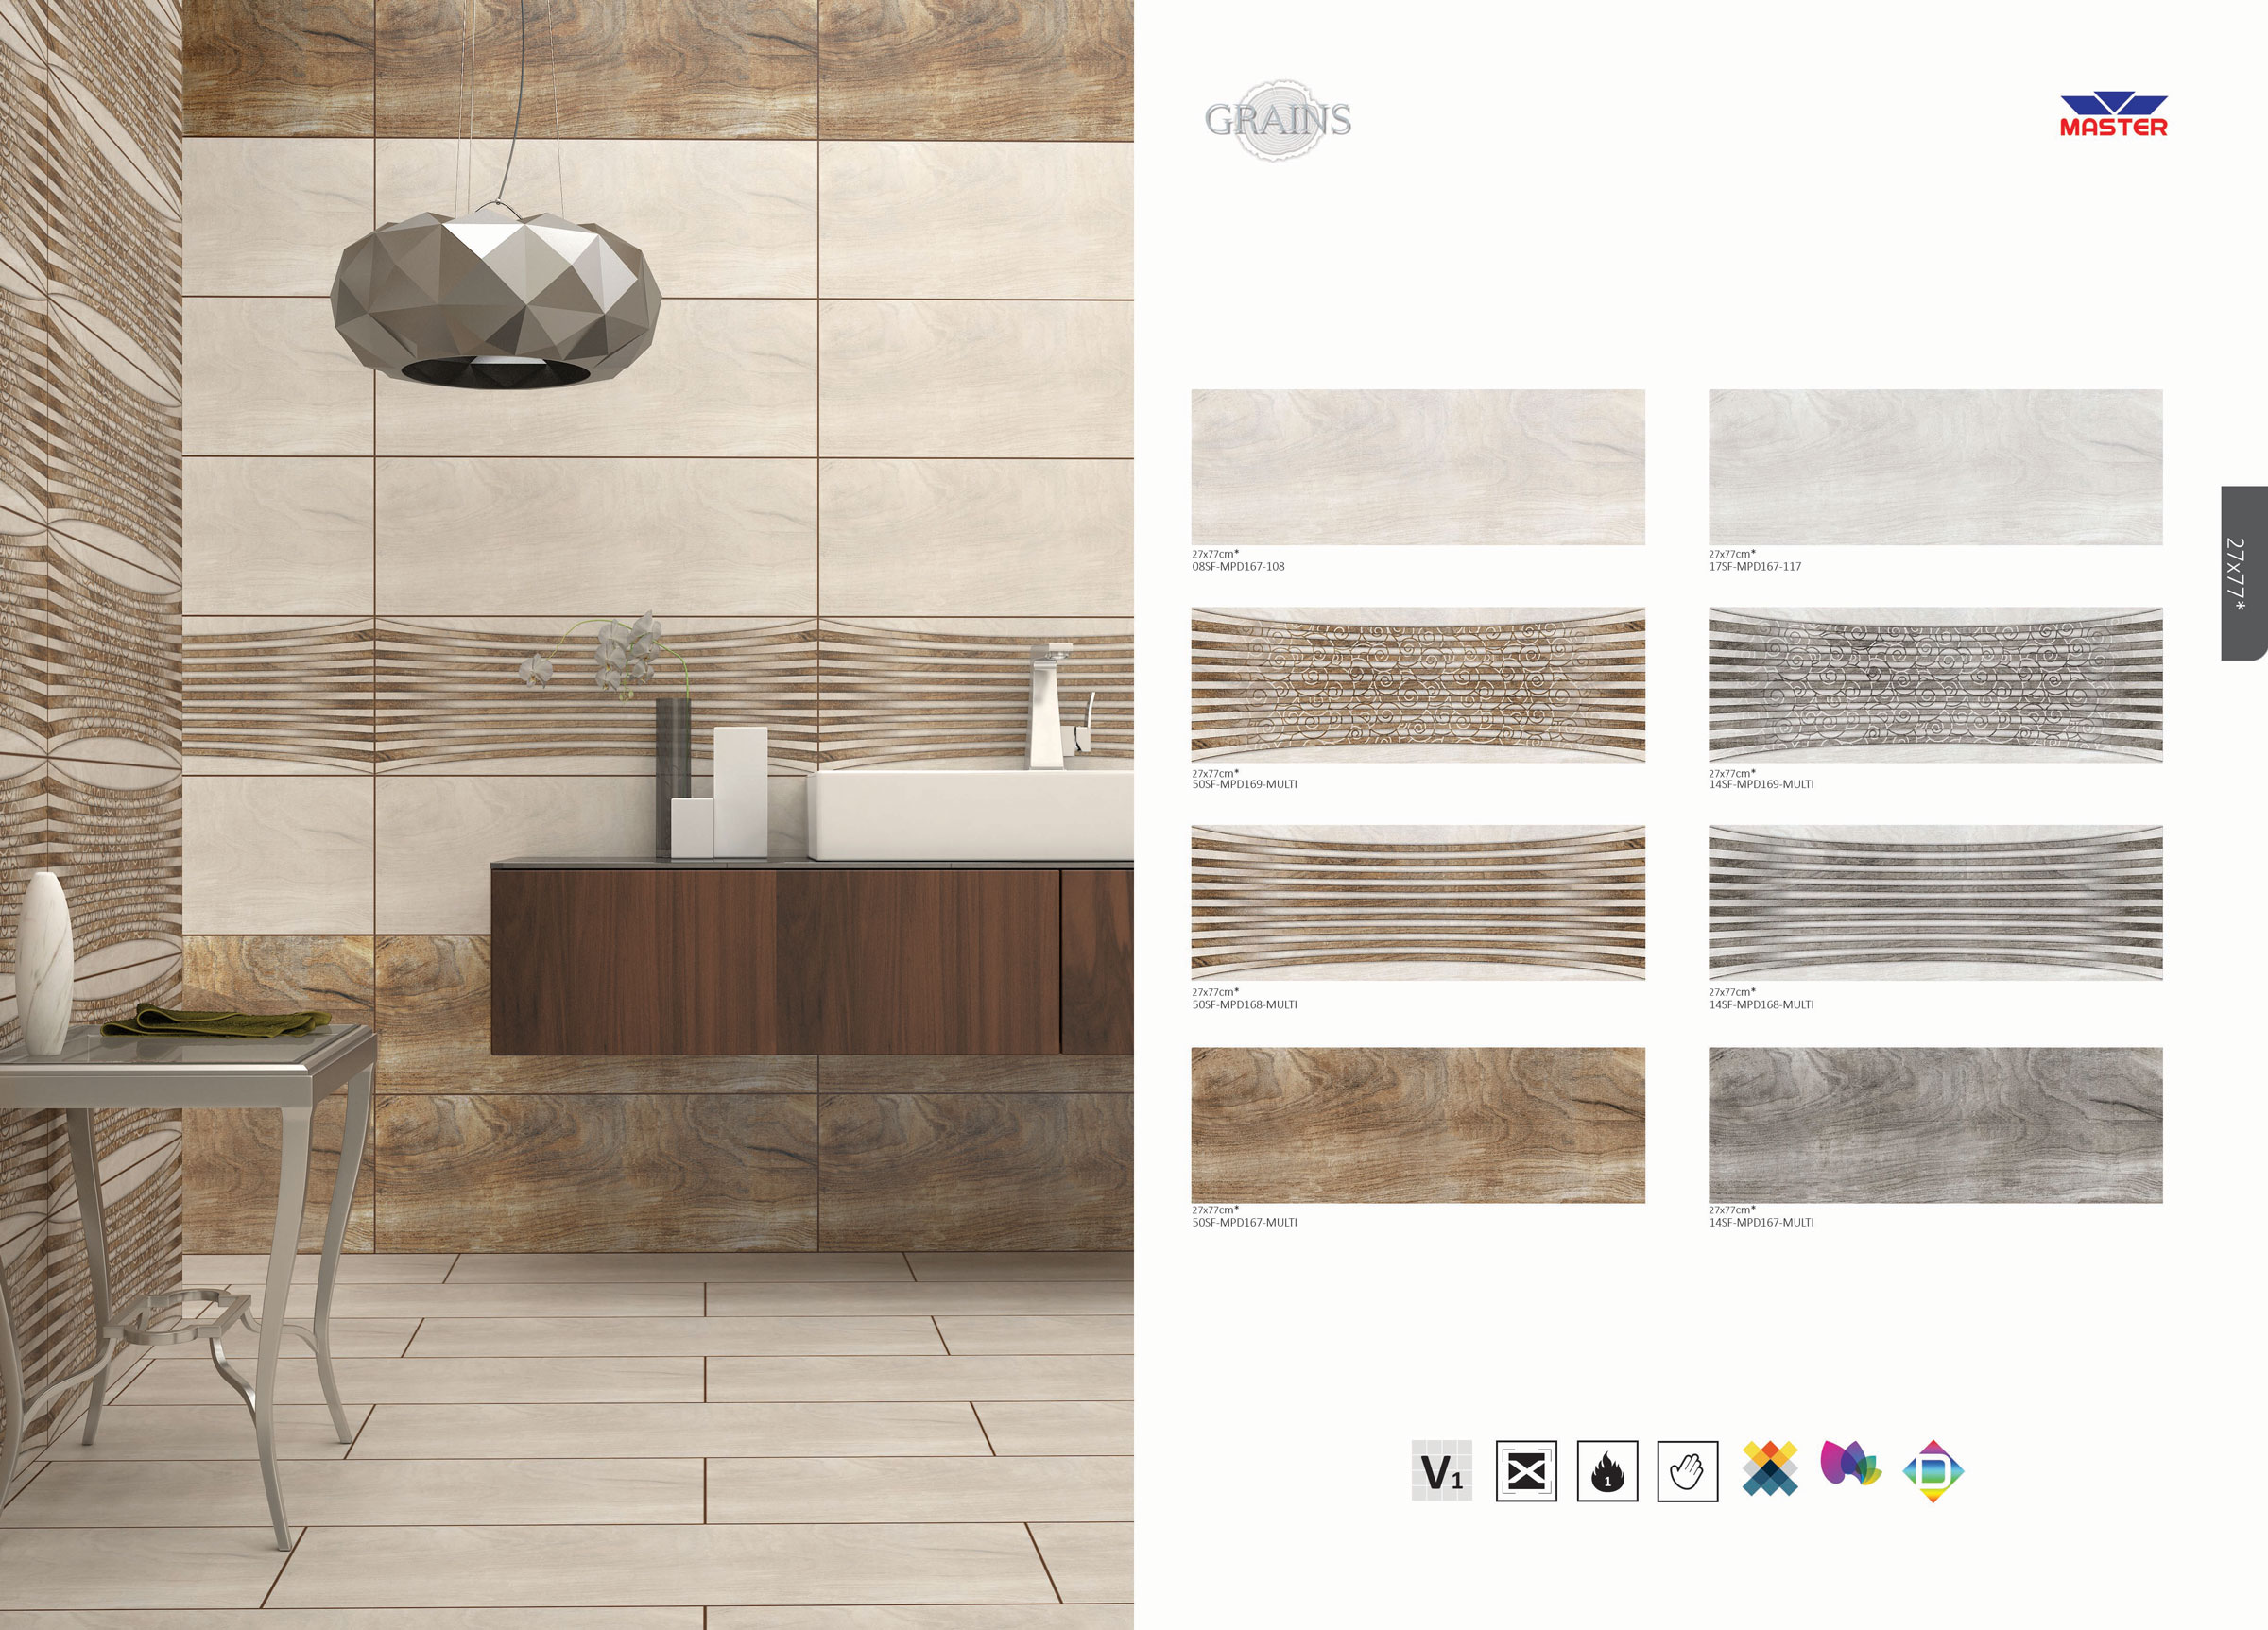 GRAINS
MASTER
27x77cm*
08SF-MPD167-108
27x77cm*
17SF-MPD167-117
27x77*
27x77cm*
50SF-MPD169-MULTI
27x77cm*
14SF-MPD169-MULTI
27x77cm*
50SF-MPD168-MULTI
27x77cm*
14SF-MPD168-MULTI
27x77cm*
50SF-MPD167-MULTI
27x77cm*
14SF-MPD167-MULTI
V1
1
D